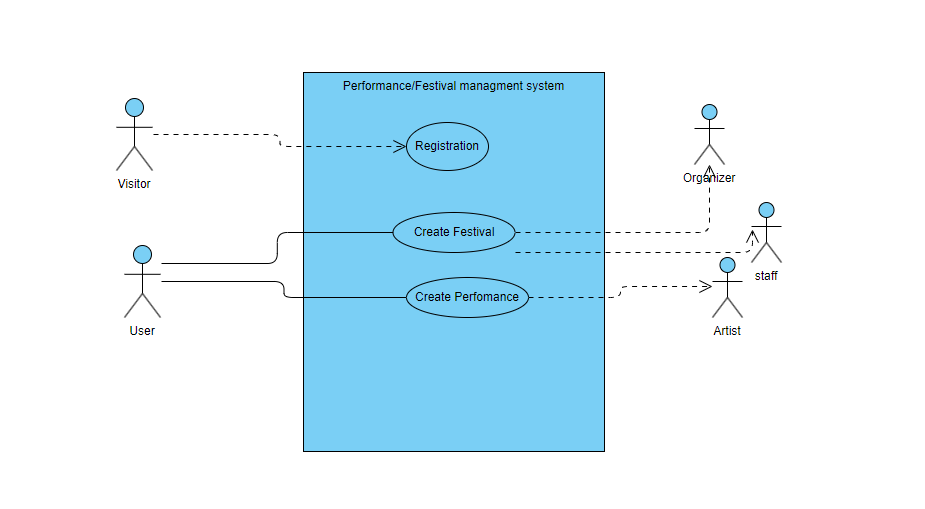 Performance/Festival managment system
Visitor
Registration
Organizer
User
Create Festival
staff
Create Perfomance
Artist